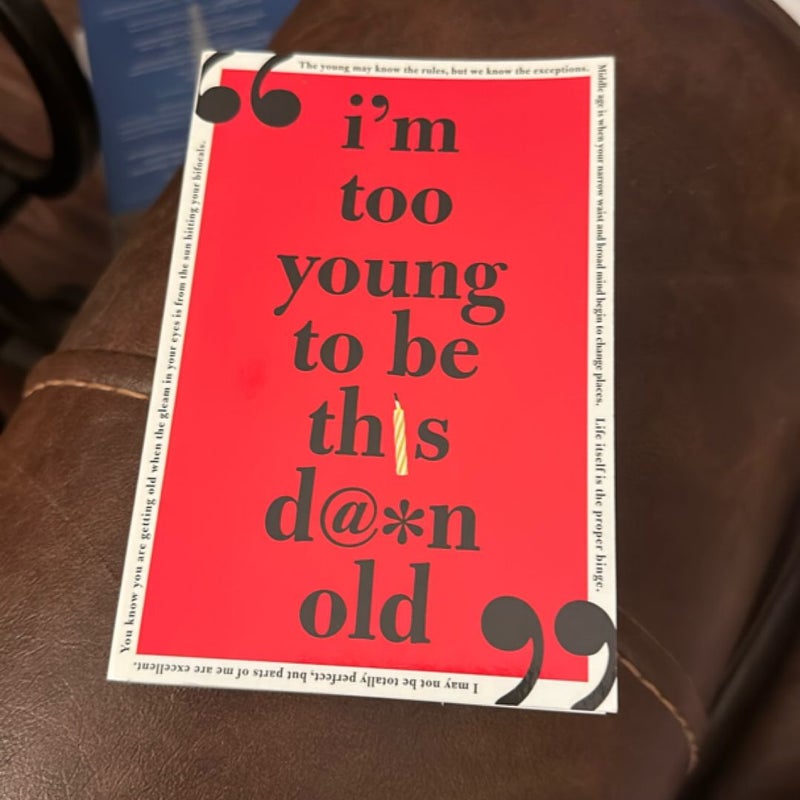 The young may know the rules, but we know the exceptions.
“
i’m
too
young
to be
this
d@*n
old
”
Middle age is when your narrow waist and broad mind begin to change places. Life itself is the proper binge.
I may not be totally perfect, but parts of me are excellent.
You know you are getting old when the gleam in your eyes is from the sun hitting your bifocals.